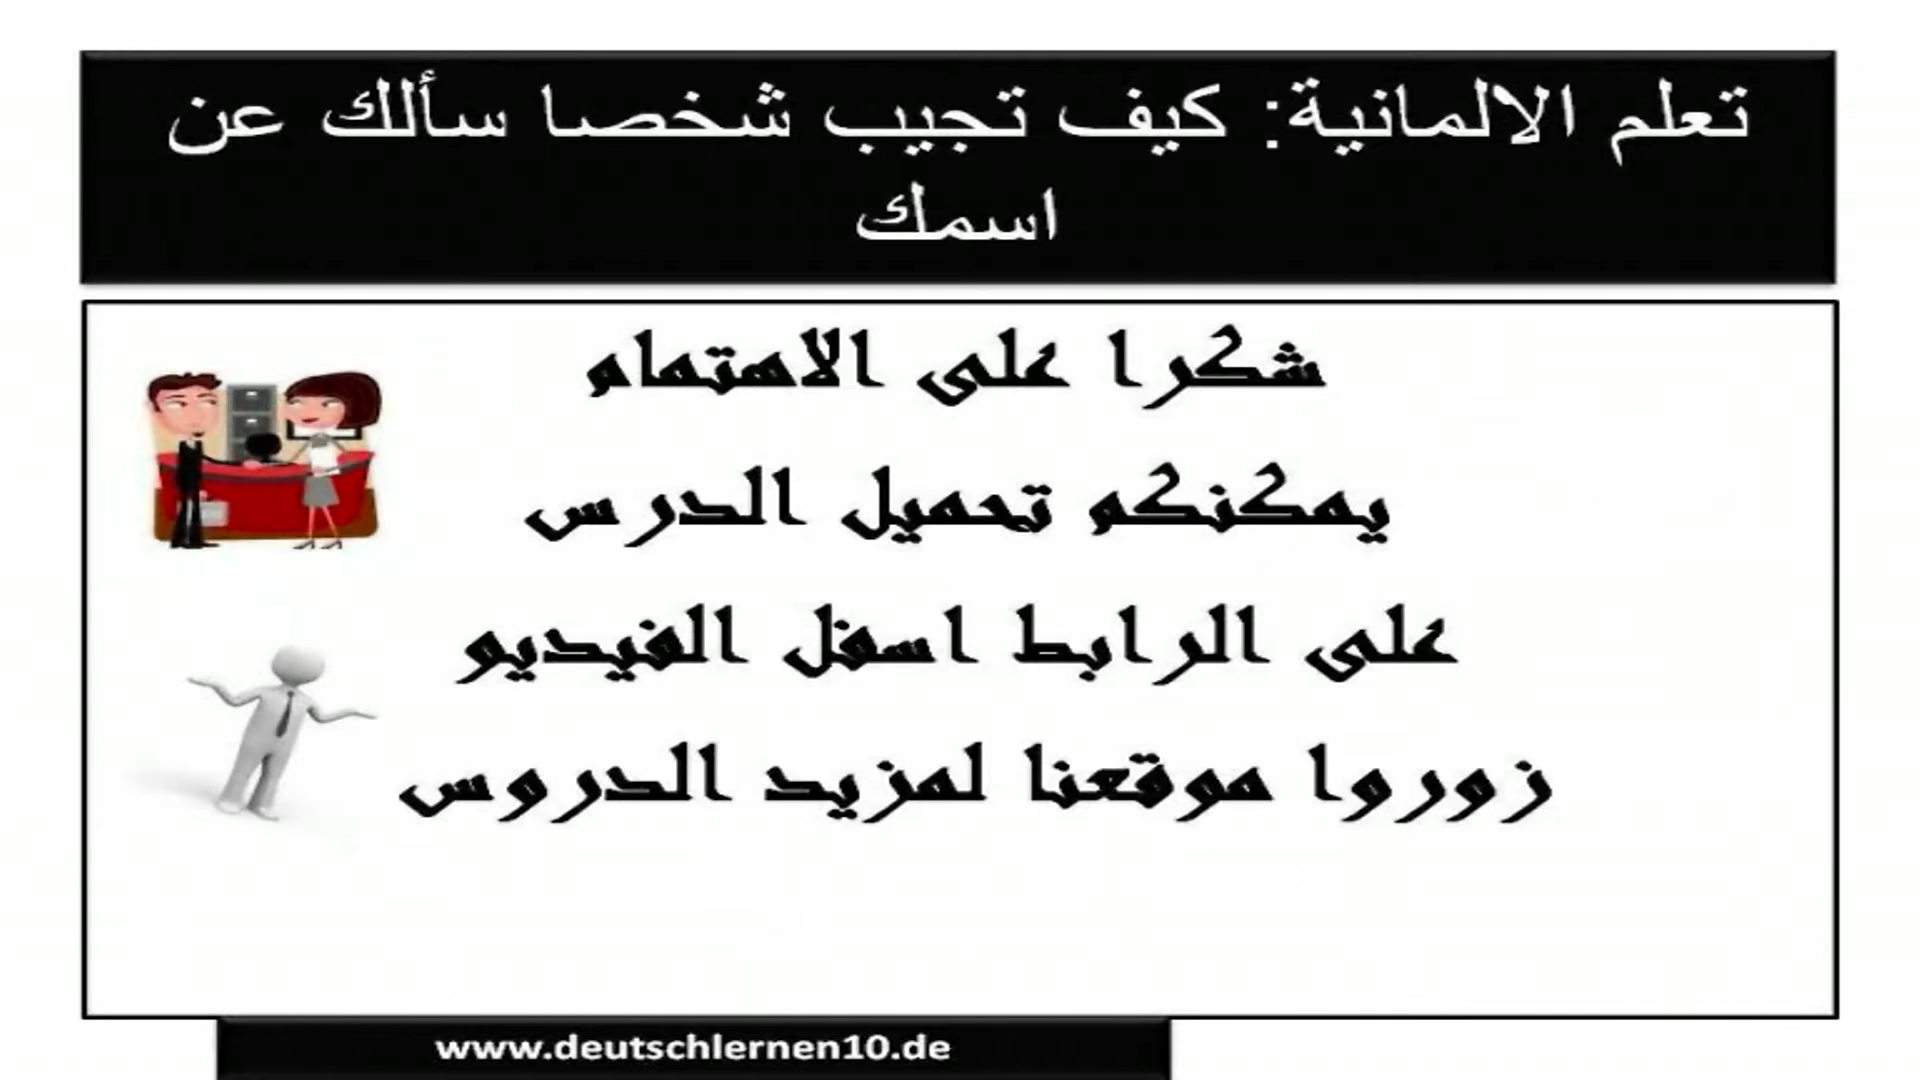 تعلم الالمانية: كيف تجيب شخصا سألك عن
اسمك
شكرا على الاهتمام
يمكنكم تحميل الدرس
على الرابط اسفل الفيديو
زوروا موقعنا لمزيد الدروس
www.deutschlernen10.de